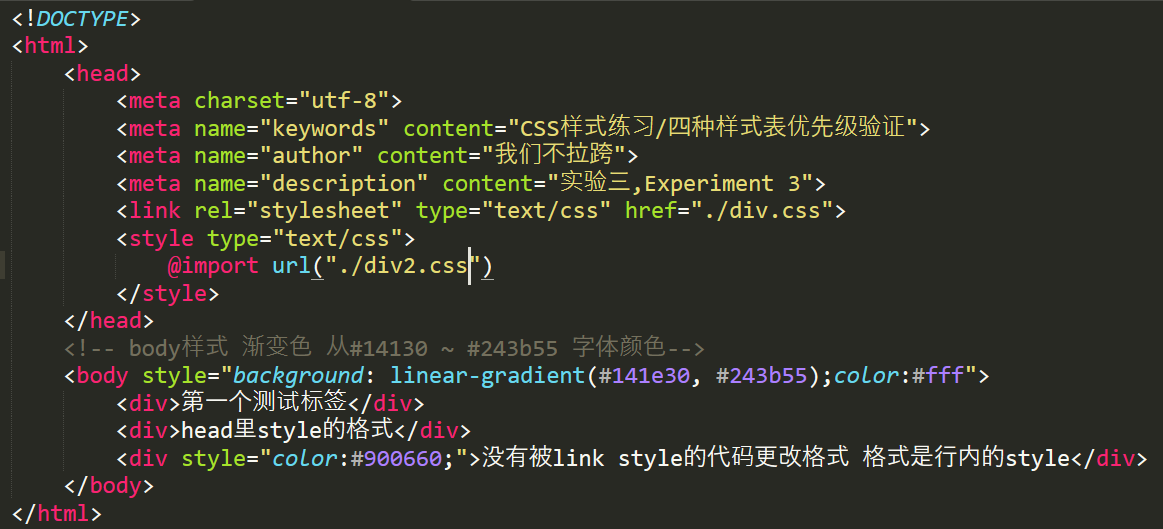 <!DOCTYPE>
<html>
<head>
<meta charset="utf-8">
<meta name="keywords" content="CSS样式练习/四种样式表优先级验证">
<meta name="author" content="我们不拉跨">
<meta name="description" content="实验三,Experiment 3">
<link rel="stylesheet" type="text/css" href="./div.css">
<style type="text/css">
@import url("./div2.css")
</style>
</head>
<!-- body样式 渐变色 从#14130 ~ #243b55 字体颜色-->
<body style="background: linear-gradient(#141e30, #243b55);color:#fff">
<div>第一个测试标签</div>
<div>head里style的格式</div>
<div style="color:#900660;">没有被link style的代码更改格式 格式是行内的style</div>
</body>
</html>